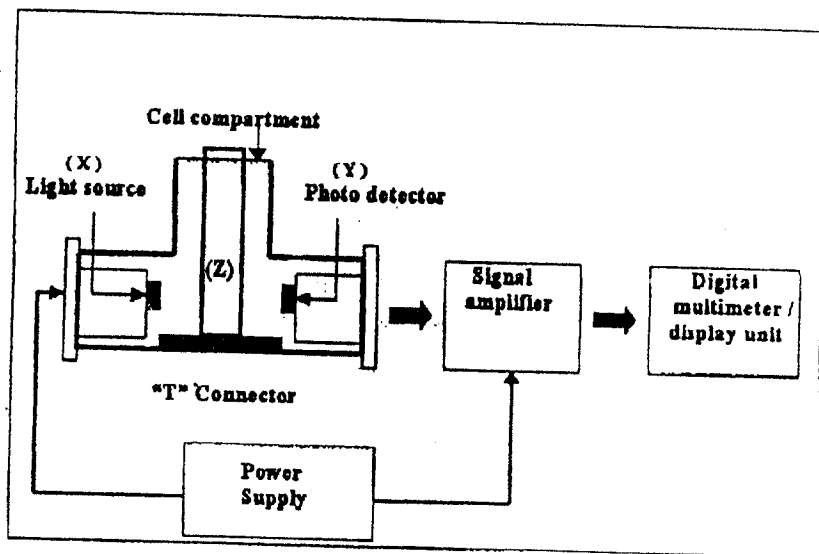 Cell compartment
(X)
Light source
(Y)
Photo detector
(Z)
Signal
amplifier
Digital
multimeter /
display unit
"T" Connector
Power
Supply